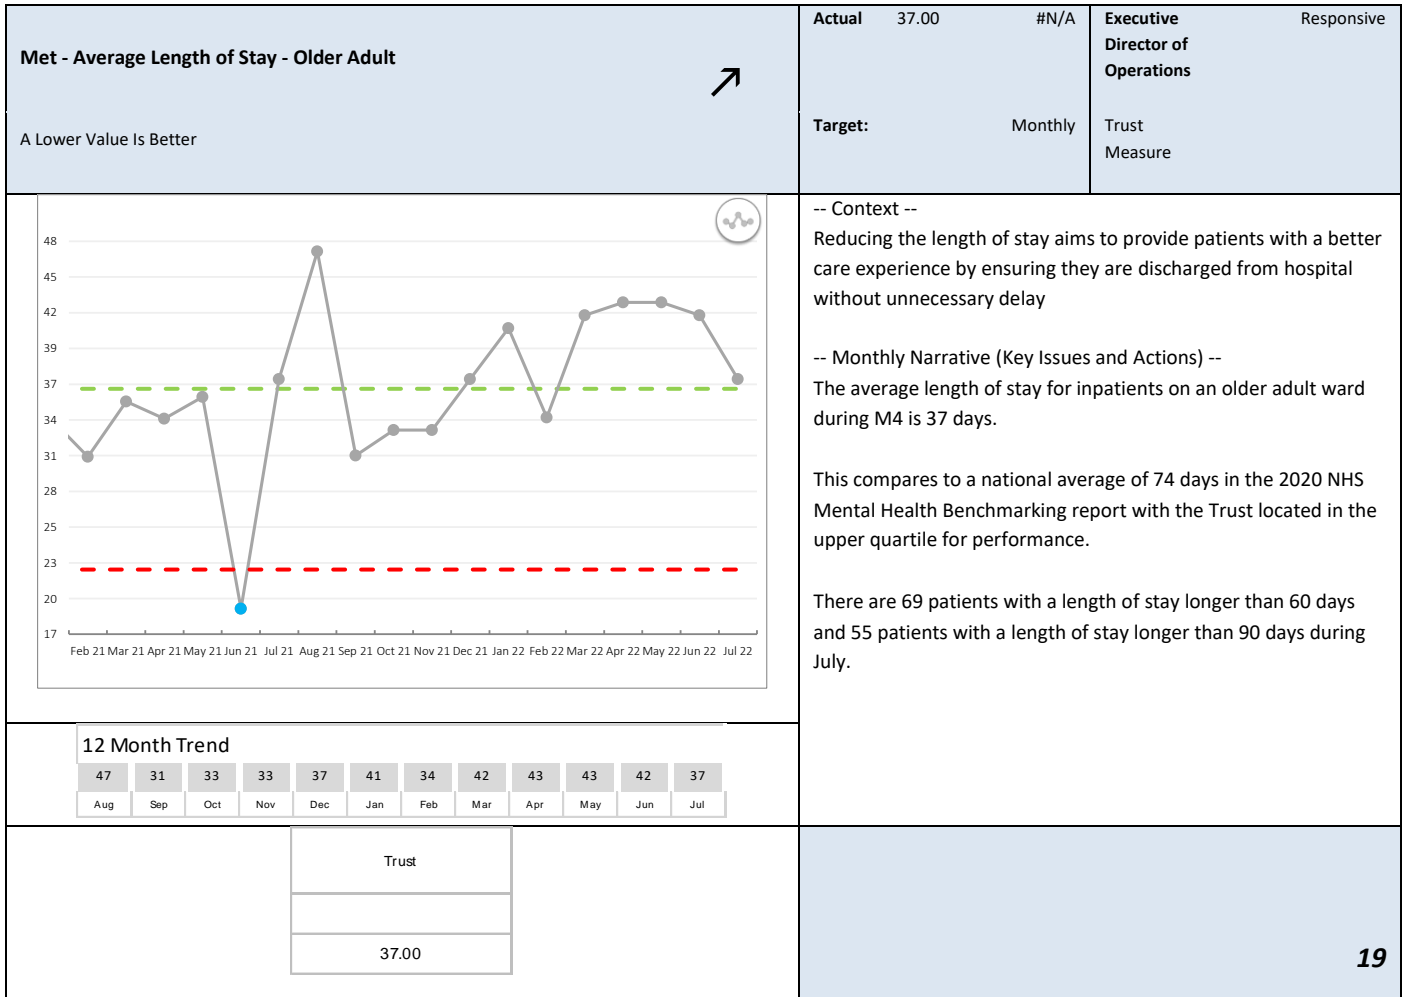 Met - Average Length of Stay - Older Adult
A Lower Value Is Better
Actual 37.00 #N/A
Target: Monthly
Executive Responsive
Director of
Operations
Trust
Measure
48
45
42
39
37
34
31
28
25
23
20
17
Feb 21 Mar 21 Apr 21 May 21 Jun 21 Jul 21 Aug 21 Sep 21 Oct 21 Nov 21 Dec 21 Jan 22 Feb 22 Mar 22 Apr 22 May 22 Jun 22 Jul 22
-- Context --
Reducing the length of stay aims to provide patients with a better
care experience by ensuring they are discharged from hospital
without unnecessary delay
-- Monthly Narrative (Key Issues and Actions) --
The average length of stay for inpatients on an older adult ward
during M4 is 37 days.
This compares to a national average of 74 days in the 2020 NHS
Mental Health Benchmarking report with the Trust located in the
upper quartile for performance.
There are 69 patients with a length of stay longer than 60 days
and 55 patients with a length of stay longer than 90 days during
July.
12 Month Trend
47 31 33 33 37 41 34 42 43 43 42 37
Aug Sep Oct Nov Dec Jan Feb Mar Apr May Jun Jul
Trust
37.00
19